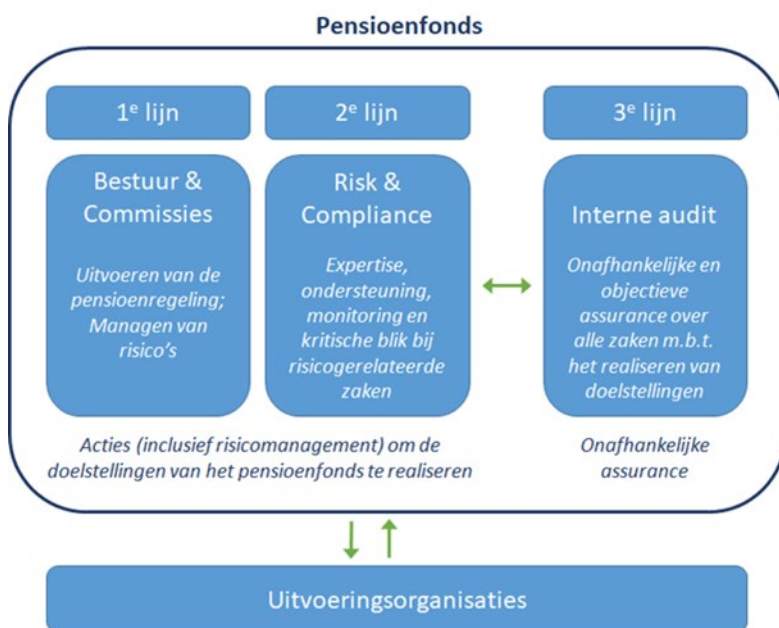 Pensioenfonds
1e lijn
2e lijn
3e lijn
Bestuur &
Commissies
Uitvoeren van de
pensioenregeling;
Managen van
risico's
Risk &
Compliance
Expertise,
ondersteuning,
monitoring en
kritische blik bij
risicogerelateerde
zaken
Interne audit
Onafhankelijke en
objectieve
assurance over
alle zaken m.b.t.
het realiseren van
doelstellingen
Acties (inclusief risicomanagement) om de
doelstellingen van het pensioenfonds te realiseren
Onafhankelijke
assurance
Uitvoeringsorganisaties